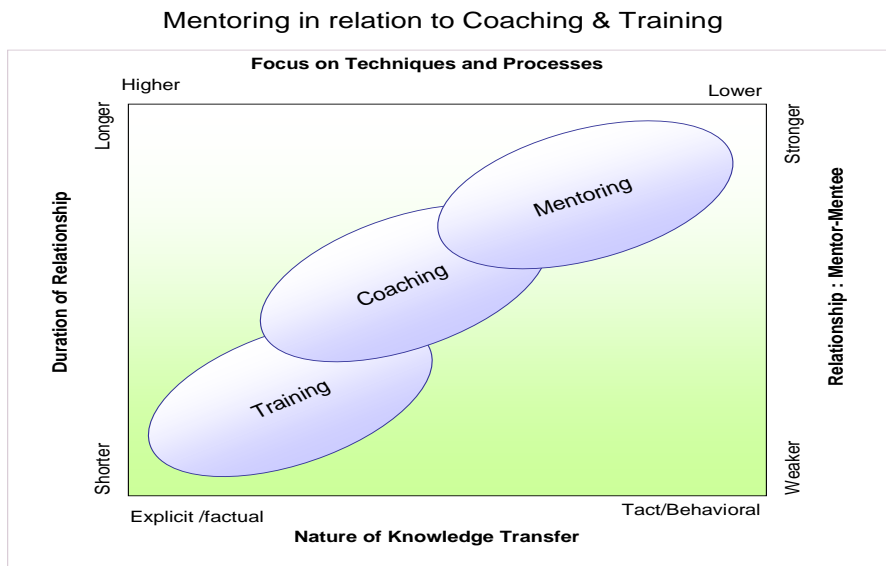 Mentoring in relation to Coaching & Training
Focus on Techniques and Processes
Higher
Lower
Longer
Stronger
Mentoring
Coaching
Training
Duration of Relationship
Relationship : Mentor-Mentee
Shorter
Weaker
Explicit /factual
Tact/Behavioral
Nature of Knowledge Transfer